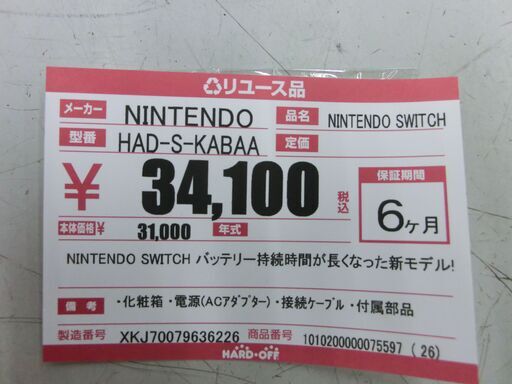 リユース品
メーカー NINTENDO 品名 NINTENDO SWITCH
型番 HAD-S-KABAA 定価
¥ 34,100 税込 保証期間
6ヶ月
本体価格¥ 31,000 年式
NINTENDO SWITCH バッテリー持続時間が長くなった新モデル!
備考 ・化粧箱・電源(ACアダプター)・接続ケーブル・付属部品
製造番号 XKJ70079636226 商品番号 1010200000075597 (26)
HARD・OFF